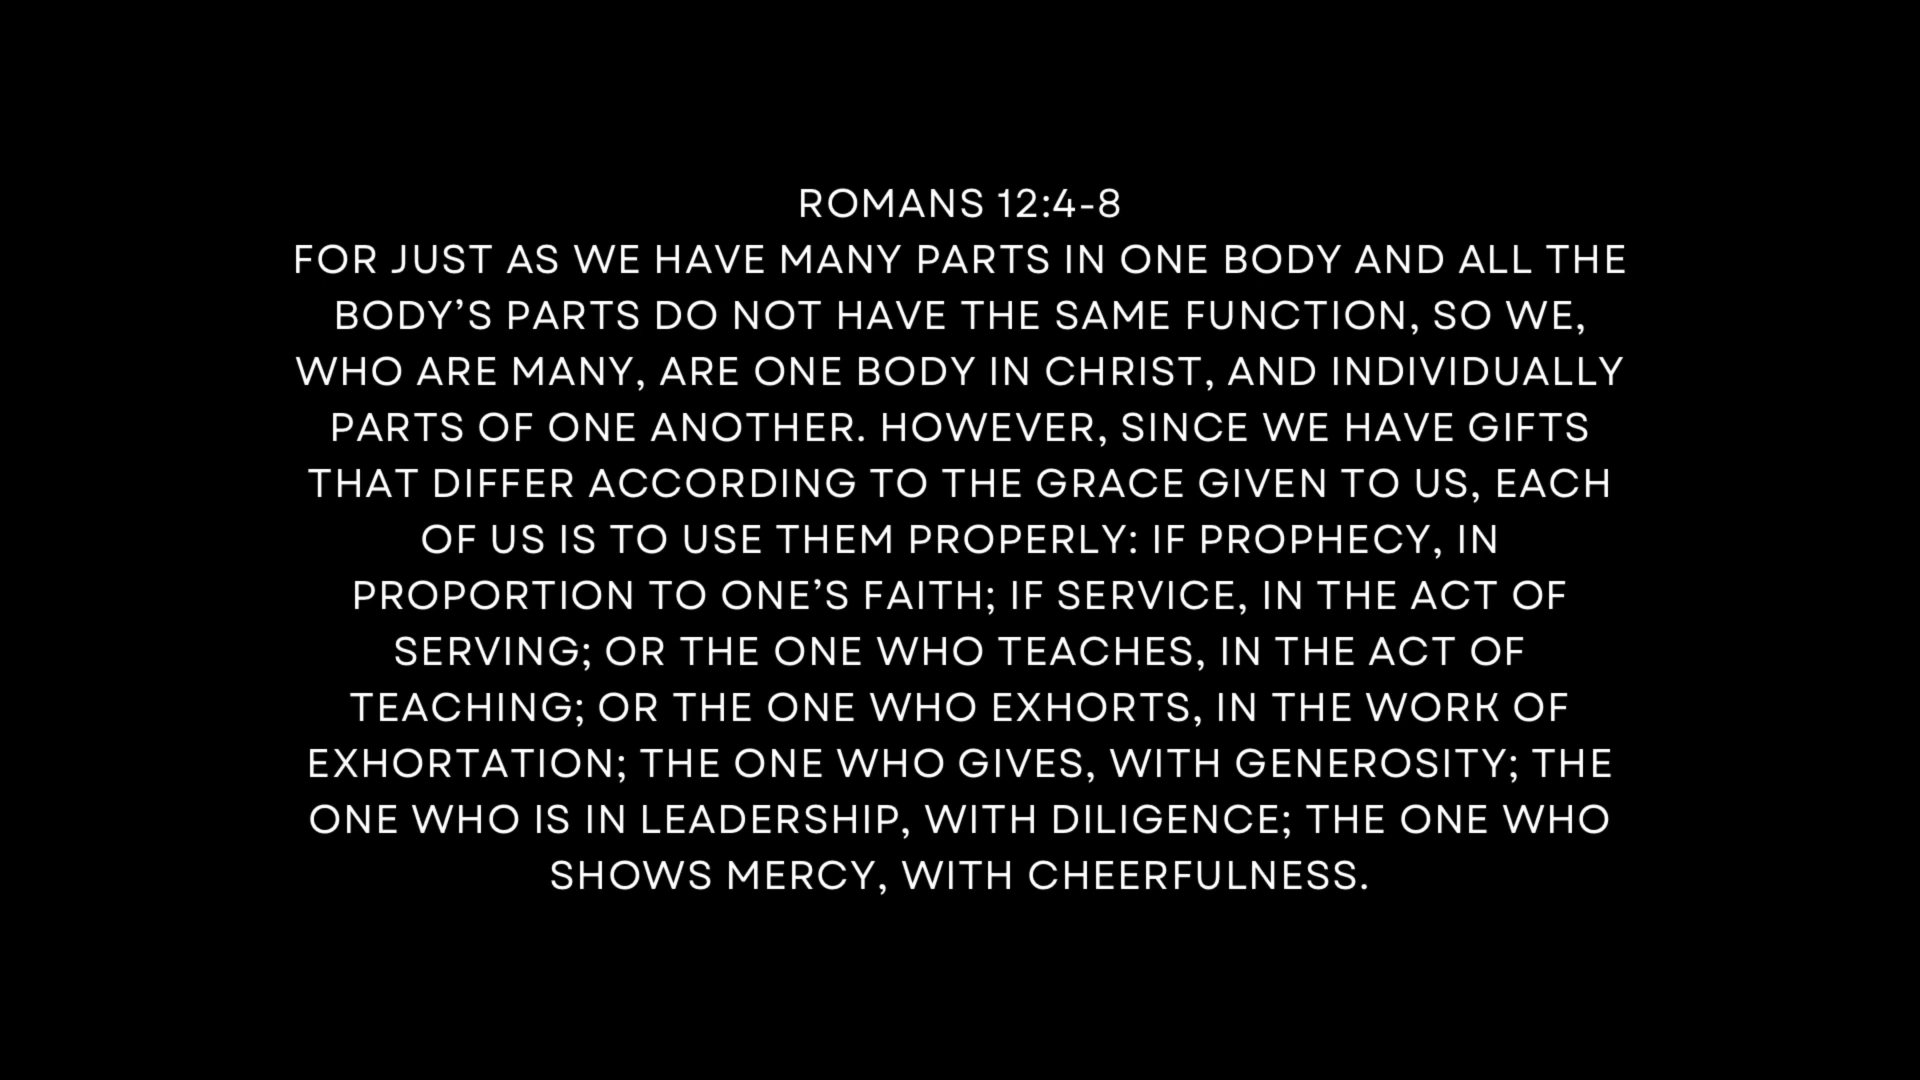 ROMANS 12:4-8
FOR JUST AS WE HAVE MANY PARTS IN ONE BODY AND ALL THE
BODY’S PARTS DO NOT HAVE THE SAME FUNCTION, SO WE,
WHO ARE MANY, ARE ONE BODY IN CHRIST, AND INDIVIDUALLY
PARTS OF ONE ANOTHER. HOWEVER, SINCE WE HAVE GIFTS
THAT DIFFER ACCORDING TO THE GRACE GIVEN TO US, EACH
OF US IS TO USE THEM PROPERLY: IF PROPHECY, IN
PROPORTION TO ONE’S FAITH; IF SERVICE, IN THE ACT OF
SERVING; OR THE ONE WHO TEACHES, IN THE ACT OF
TEACHING; OR THE ONE WHO EXHORTS, IN THE WORK OF
EXHORTATION; THE ONE WHO GIVES, WITH GENEROSITY; THE
ONE WHO IS IN LEADERSHIP, WITH DILIGENCE; THE ONE WHO
SHOWS MERCY, WITH CHEERFULNESS.